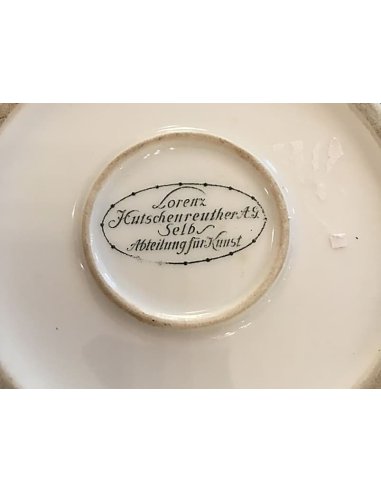 Lorenz
Hutschenreuther A.G.
Selb
Abteilung für Kunst